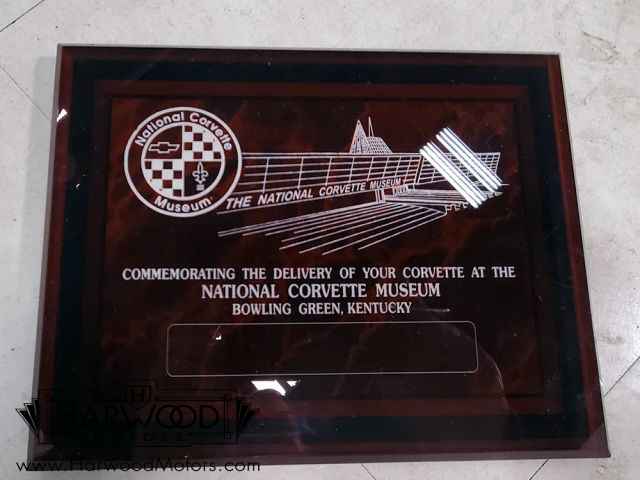 National Corvette
Museum
THE NATIONAL CORVETTE MUSEUM
COMMEMORATING THE DELIVERY OF YOUR CORVETTE AT THE
NATIONAL CORVETTE MUSEUM
BOWLING GREEN, KENTUCKY
H
HARWOOD
MOTORS
www.HarwoodMotors.com